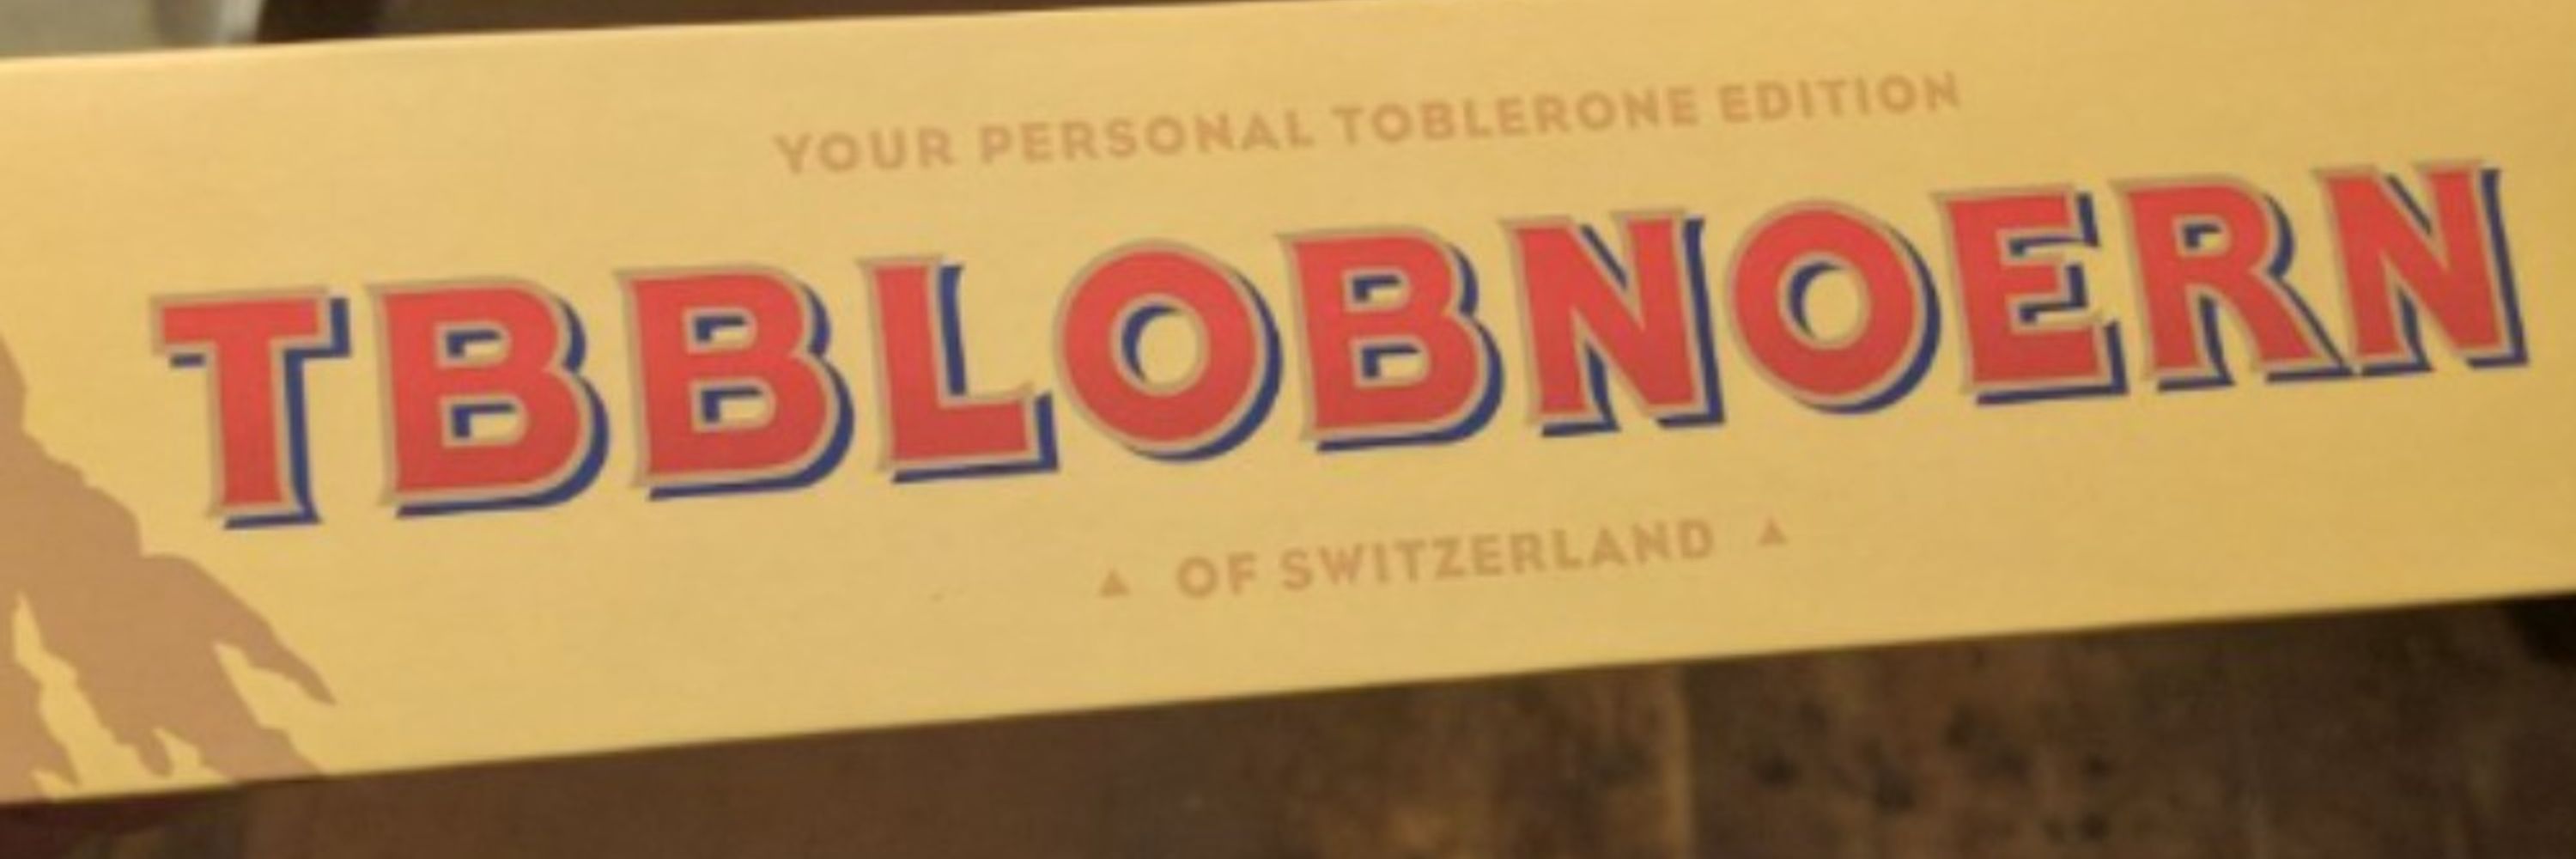 YOUR PERSONAL TOBLERONE EDITION
TBBLOBNOERN
▲ OF SWITZERLAND ▲